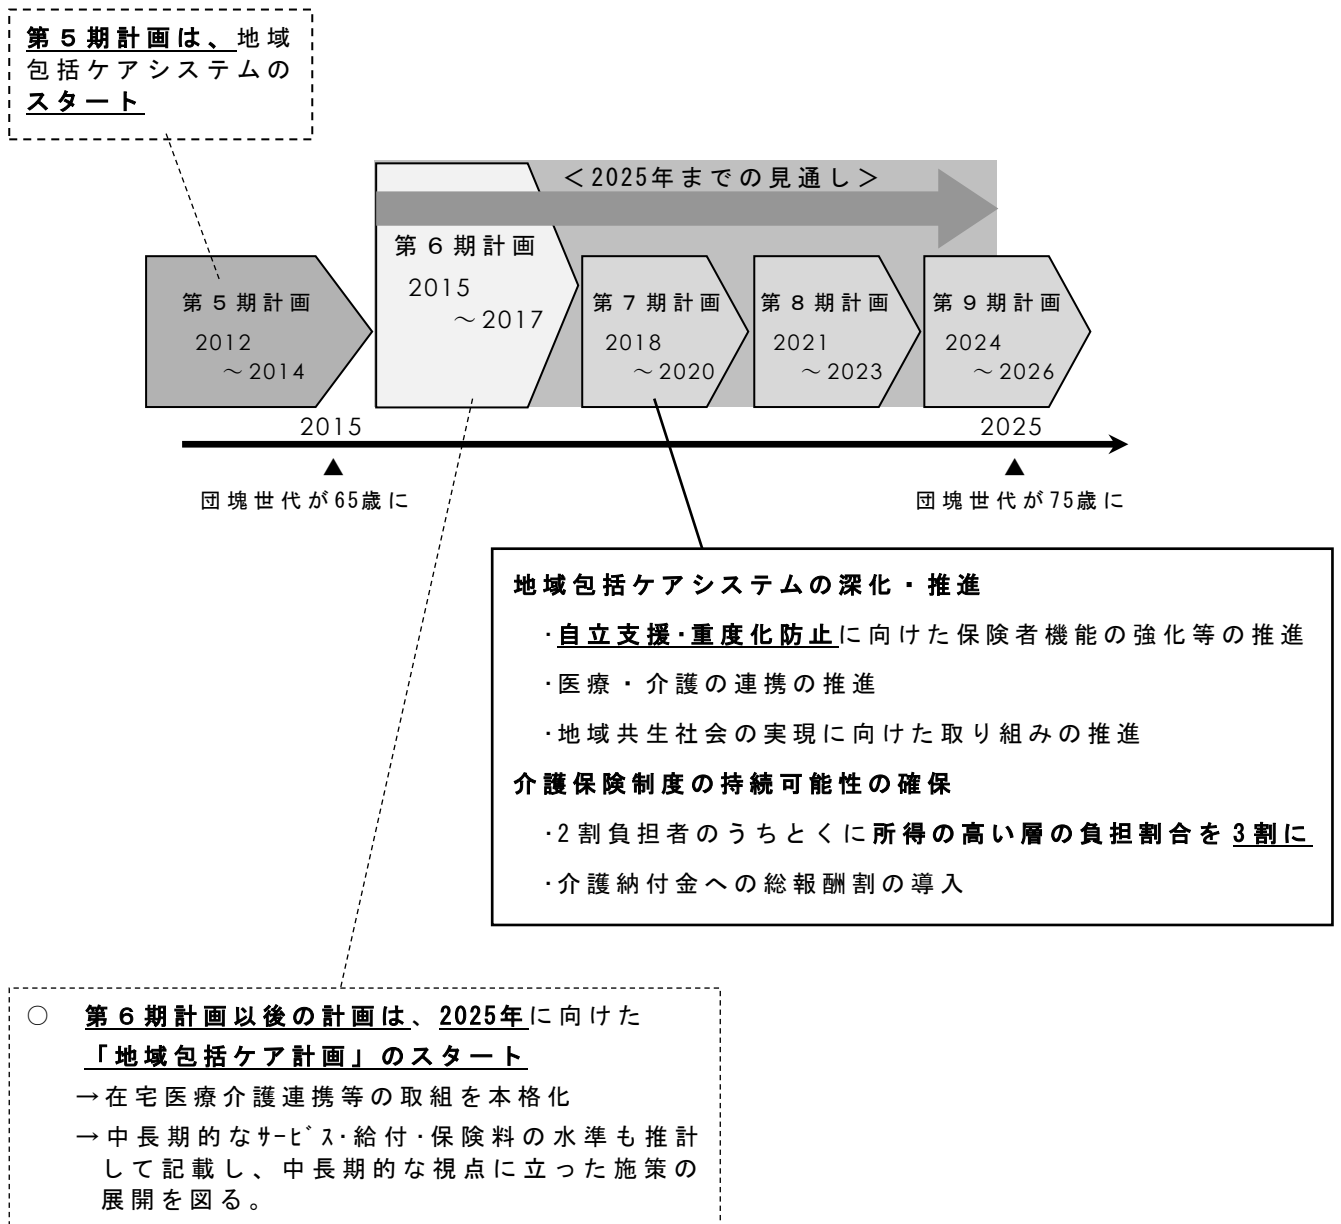 第５期計画は、地域
包括ケアシステムの
スタート
＜2025年までの見通し＞
第６期計画
2015
～2017
第５期計画
2012
～2014
第７期計画
2018
～2020
第８期計画
2021
～2023
第９期計画
2024
～2026
2015
2025
▲
▲
団塊世代が65歳に
団塊世代が75歳に
地域包括ケアシステムの深化・推進
・自立支援・重度化防止に向けた保険者機能の強化等の推進
・医療・介護の連携の推進
・地域共生社会の実現に向けた取り組みの推進
介護保険制度の持続可能性の確保
・2割負担者のうちとくに所得の高い層の負担割合を3割に
・介護納付金への総報酬割の導入
○　第６期計画以後の計画は、2025年に向けた
「地域包括ケア計画」のスタート
→在宅医療介護連携等の取組を本格化
→中長期的なｻｰﾋﾞｽ・給付・保険料の水準も推計
して記載し、中長期的な視点に立った施策の
展開を図る。